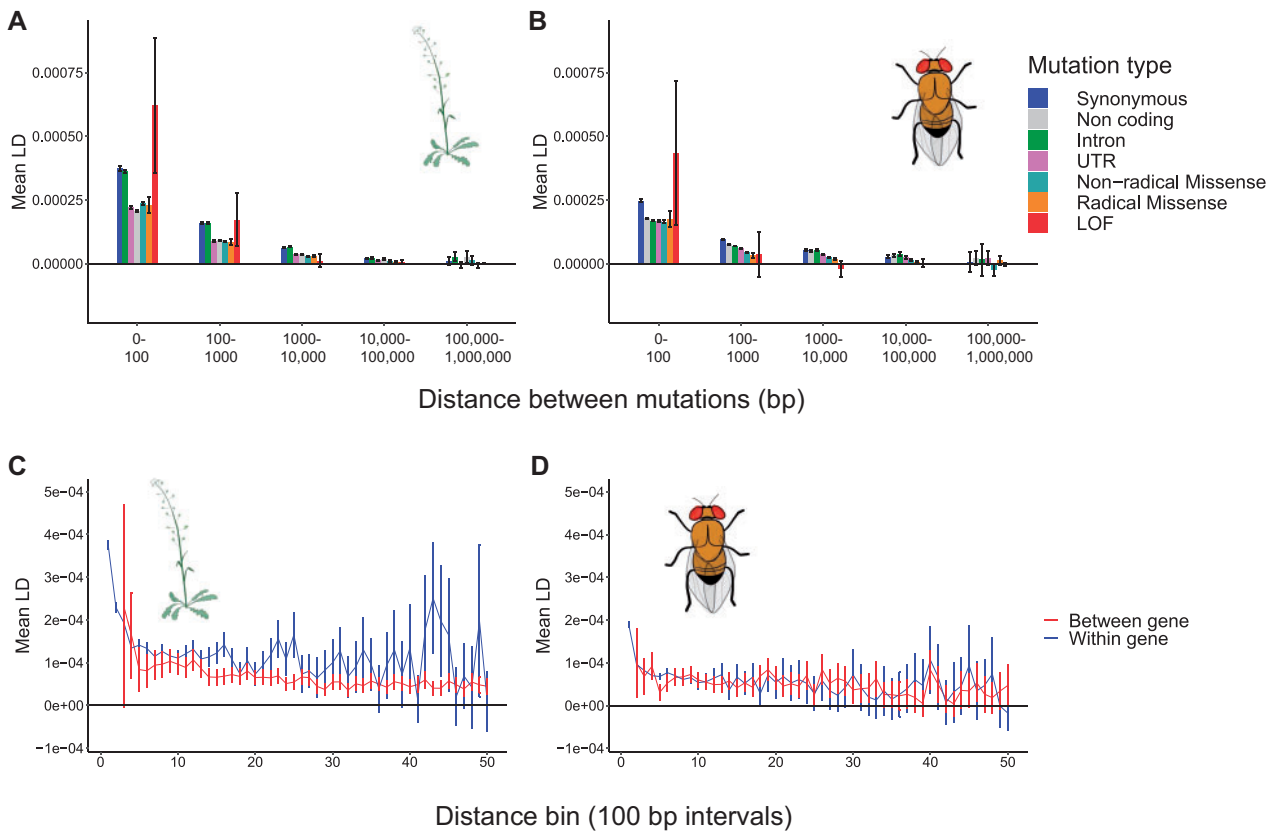 A
B
Mean LD
0.00075
0.00050
0.00025
0.00000
0-
100
100-
1000
1000-
10,000
10,000-
100,000
100,000-
1,000,000
Mean LD
0.00075
0.00050
0.00025
0.00000
0-
100
100-
1000
1000-
10,000
10,000-
100,000
100,000-
1,000,000
Mutation type
Synonymous
Non coding
Intron
UTR
Non-radical Missense
Radical Missense
LOF
Distance between mutations (bp)
C
D
Mean LD
5e-04
4e-04
3e-04
2e-04
1e-04
0e+00
-1e-04
0
10
20
30
40
50
Mean LD
5e-04
4e-04
3e-04
2e-04
1e-04
0e+00
-1e-04
0
10
20
30
40
50
Between gene
Within gene
Distance bin (100 bp intervals)